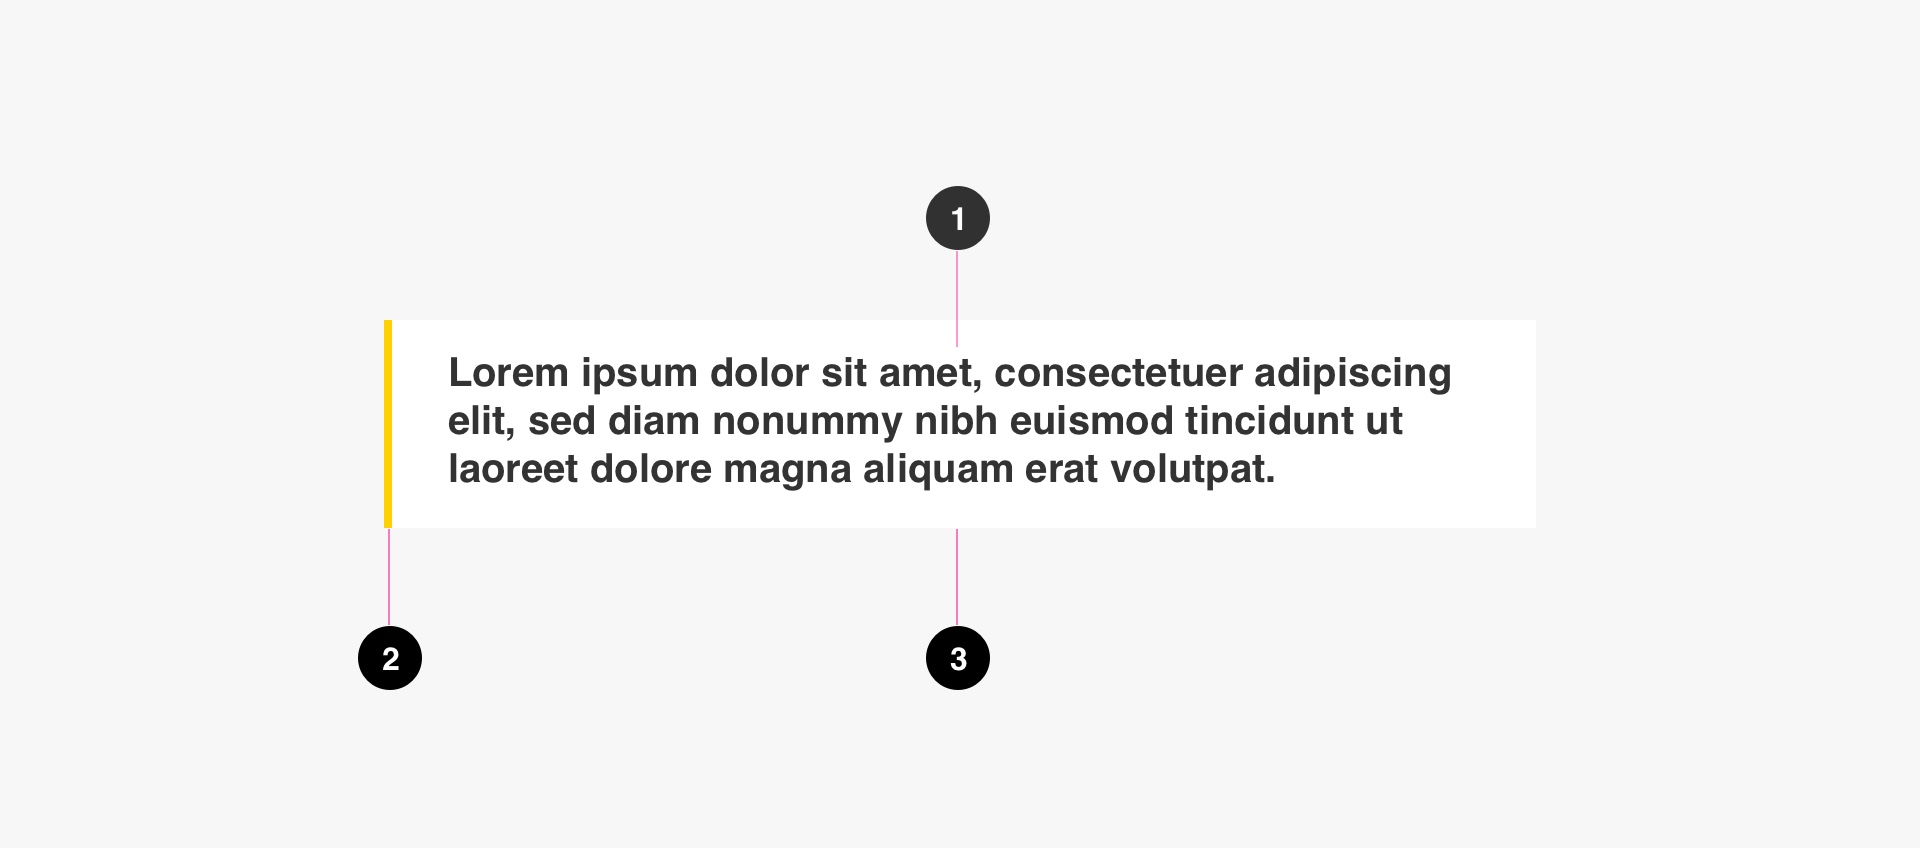 1
Lorem ipsum dolor sit amet, consectetuer adipiscing
elit, sed diam nonummy nibh euismod tincidunt ut
laoreet dolore magna aliquam erat volutpat.
2
3